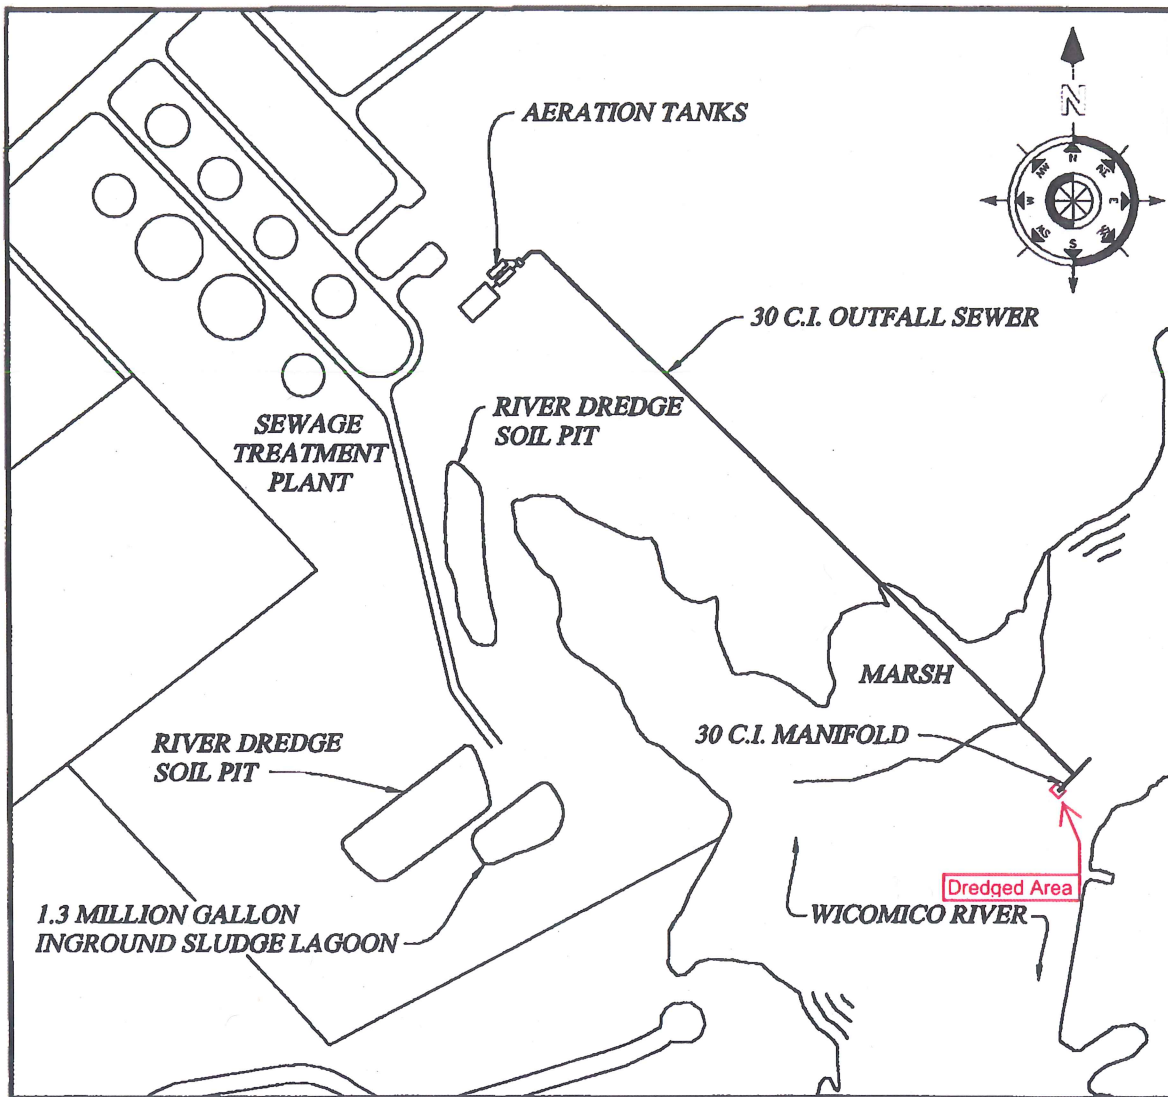 AERATION TANKS
N
N
E
S
W
NW
30 C.I. OUTFALL SEWER
RIVER DREDGE
SOIL PIT
SEWAGE
TREATMENT
PLANT
MARSH
30 C.I. MANIFOLD
RIVER DREDGE
SOIL PIT
Dredged Area
1.3 MILLION GALLON
INGROUND SLUDGE LAGOON
WICOMICO RIVER